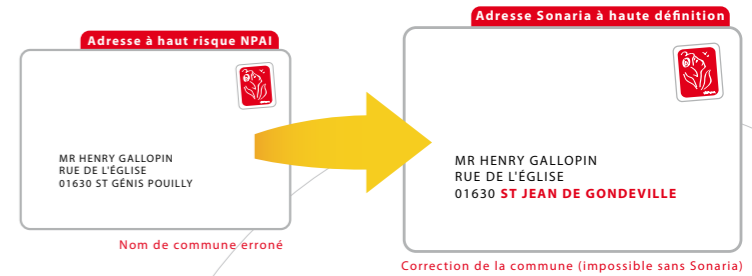 Adresse à haut risque NPAI
MR HENRY GALLOPIN
RUE DE L'ÉGLISE
01630 ST GÉNIS POUILLY
Nom de commune erroné
Adresse Sonaria à haute définition
MR HENRY GALLOPIN
RUE DE L'ÉGLISE
01630 ST JEAN DE GONDEVILLE
Correction de la commune (impossible sans Sonaria)